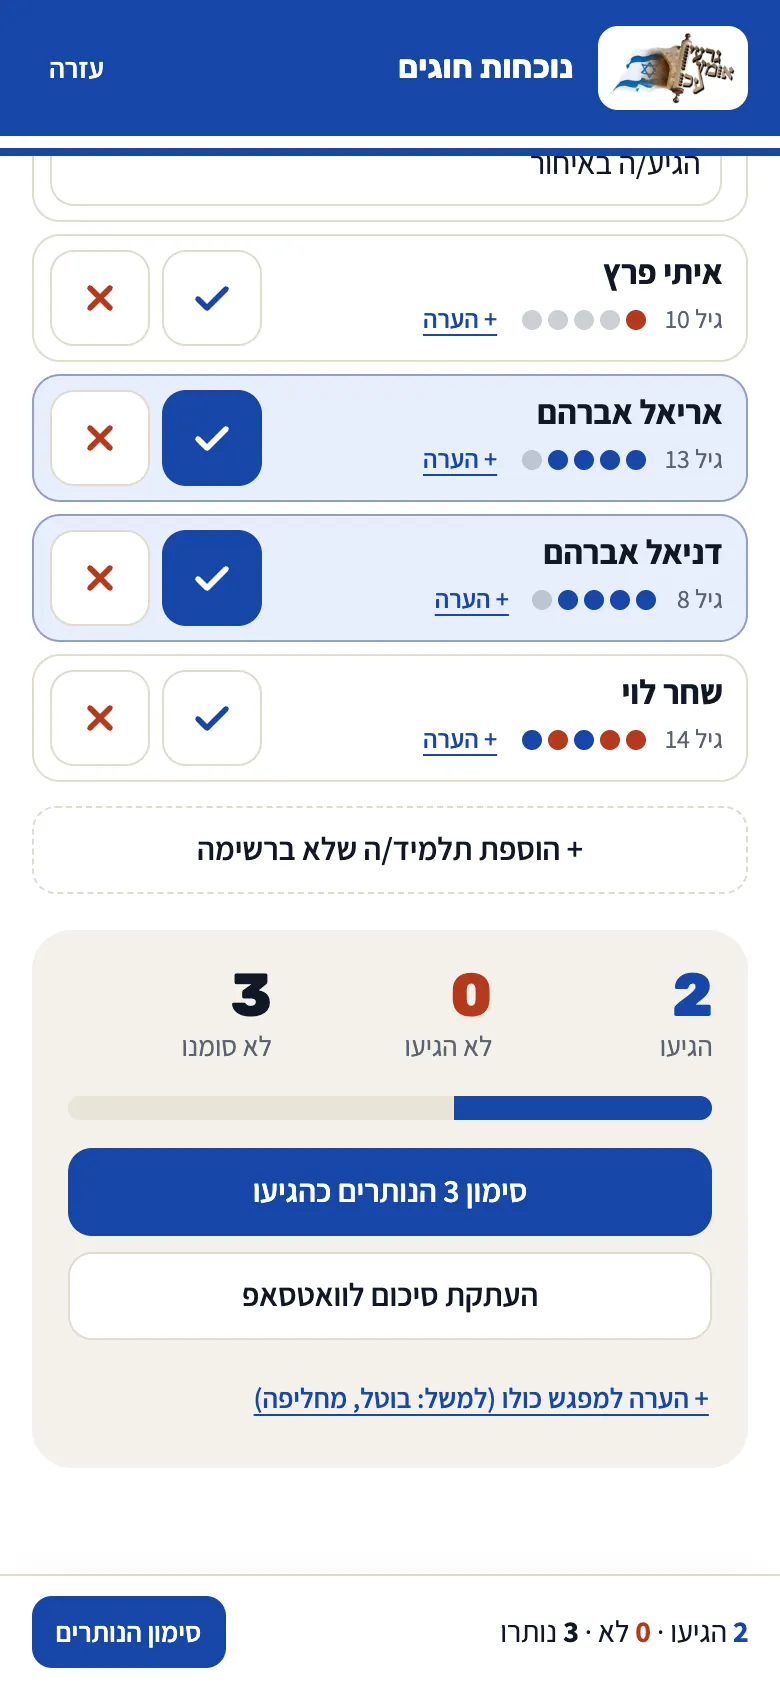 נוכחות חוגים
עזרה
הגיע/ה באיחור
איתי פרץ
גיל 10
+ הערה
אריאל אברהם
גיל 13
+ הערה
דניאל אברהם
גיל 8
+ הערה
שחר לוי
גיל 14
+ הערה
+ הוספת תלמיד/ה שלא ברשימה
2 0 3
הגיעו לא הגיעו לא סומנו
סימון 3 הנותרים כהגיעו
העתקת סיכום לוואטסאפ
+ הערה למפגש כולו (למשל: בוטל, מחליפה)
2 הגיעו · 0 לא · 3 נותרו
סימון הנותרים